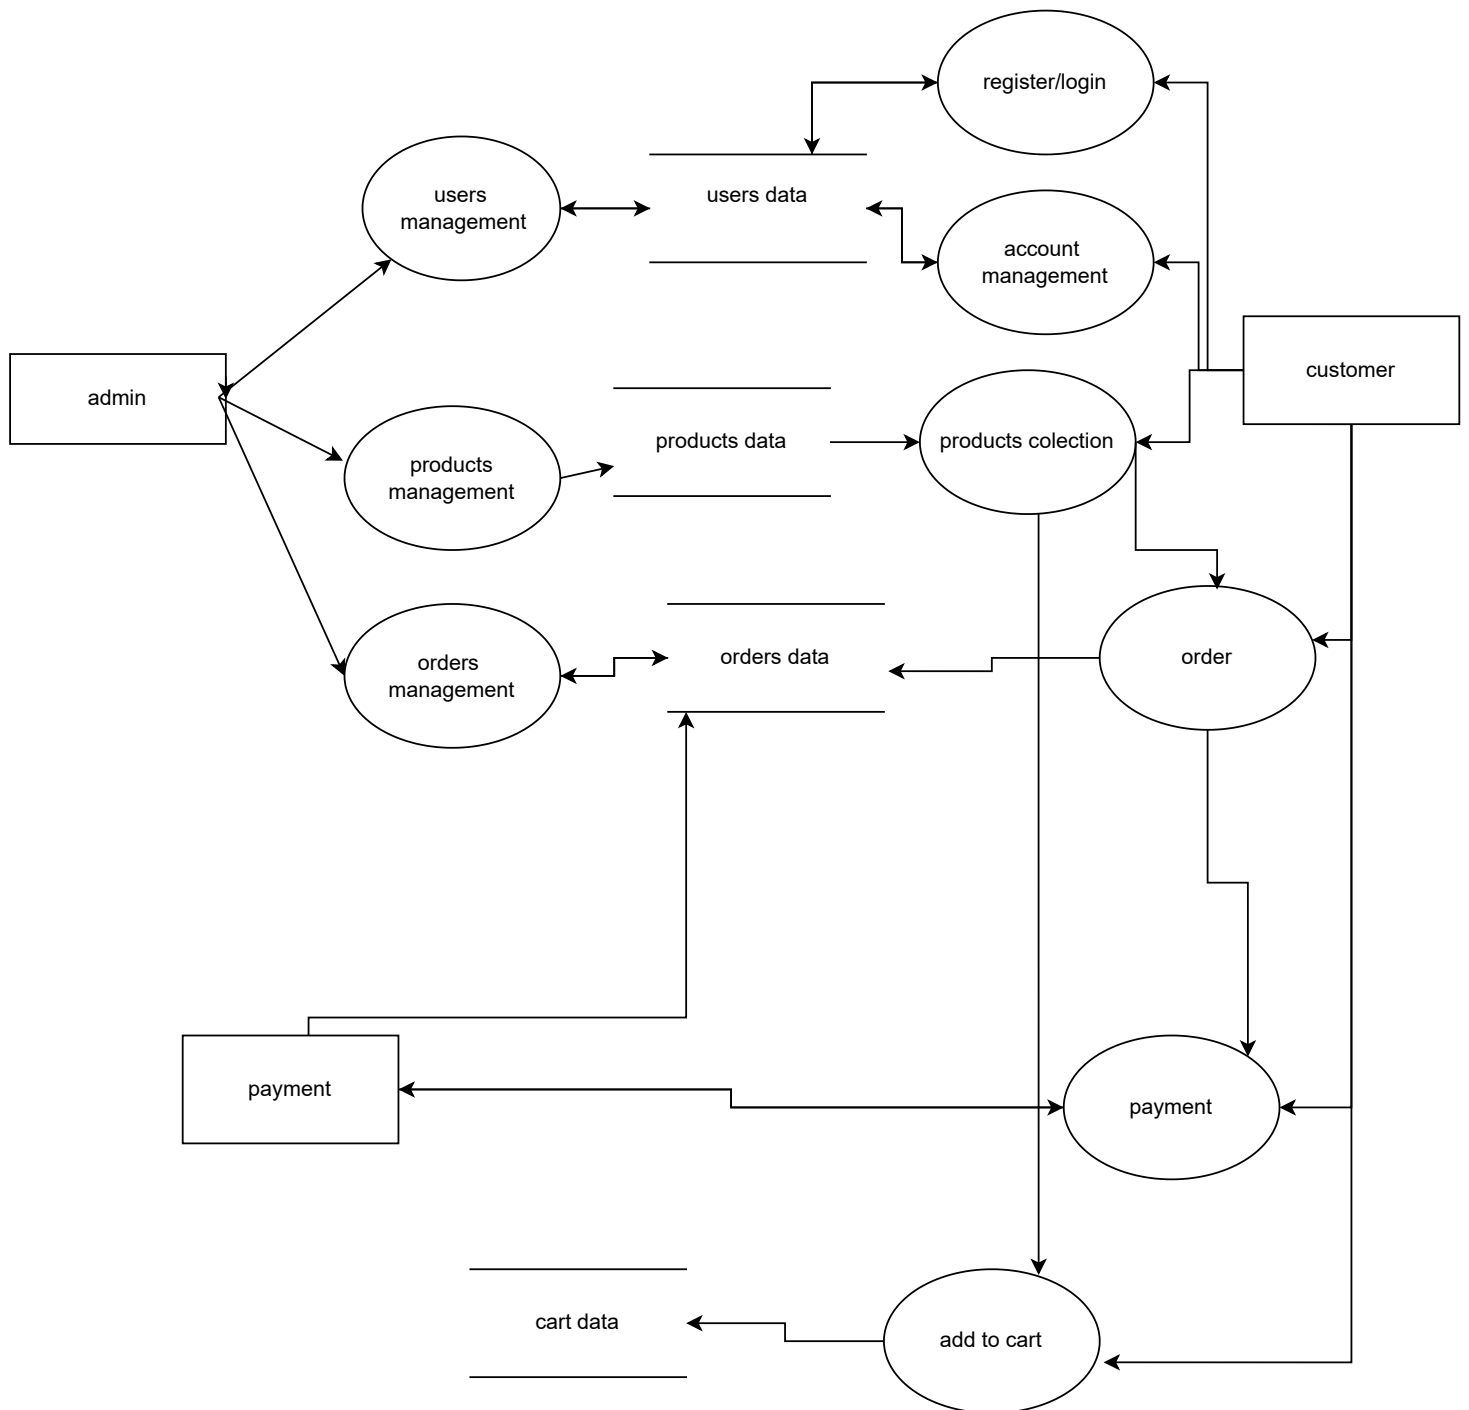 register/login
users
management
users data
account
management
customer
admin
products
management
products data
products colection
orders
management
orders data
order
payment
payment
cart data
add to cart